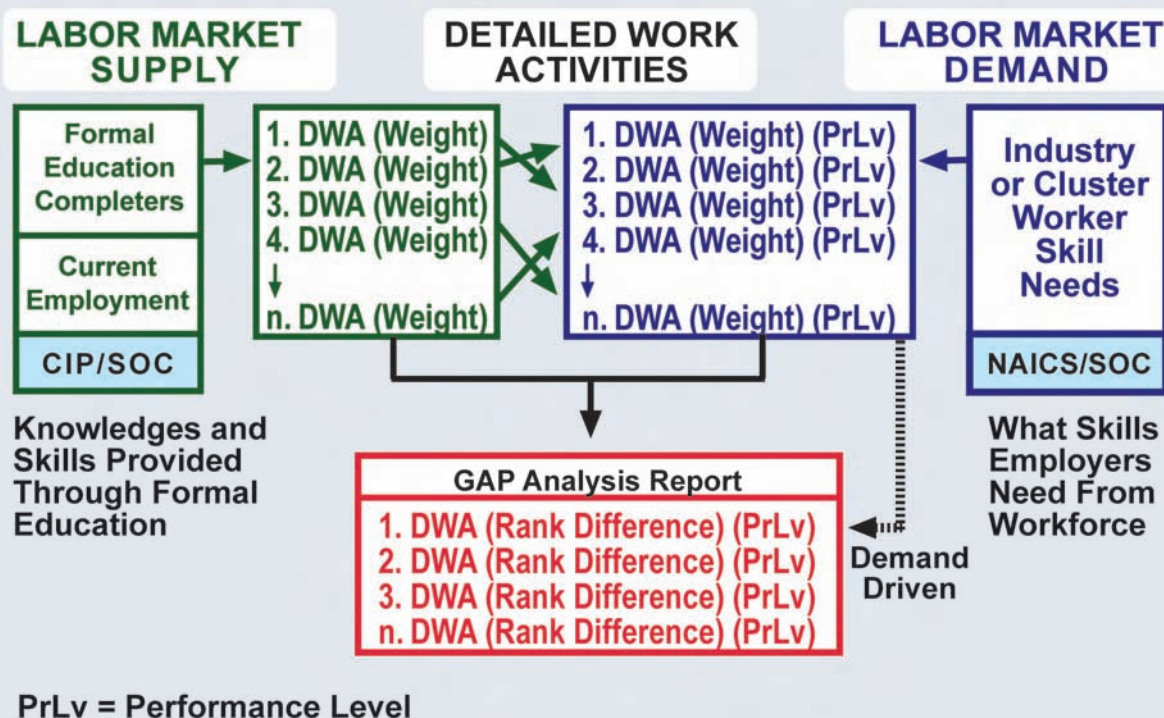 LABOR MARKET
SUPPLY
DETAILED WORK
ACTIVITIES
LABOR MARKET
DEMAND
Formal
Education
Completers
Current
Employment
CIP/SOC
Knowledges and
Skills Provided
Through Formal
Education
1. DWA (Weight)
2. DWA (Weight)
3. DWA (Weight)
4. DWA (Weight)
n. DWA (Weight)
1. DWA (Weight) (PrLv)
2. DWA (Weight) (PrLv)
3. DWA (Weight) (PrLv)
4. DWA (Weight) (PrLv)
n. DWA (Weight) (PrLv)
Industry
or Cluster
Worker
Skill
Needs
NAICS/SOC
What Skills
Employers
Need From
Workforce
GAP Analysis Report
1. DWA (Rank Difference) (PrLv)
2. DWA (Rank Difference) (PrLv)
3. DWA (Rank Difference) (PrLv)
n. DWA (Rank Difference) (PrLv)
Demand
Driven
PrLv = Performance Level